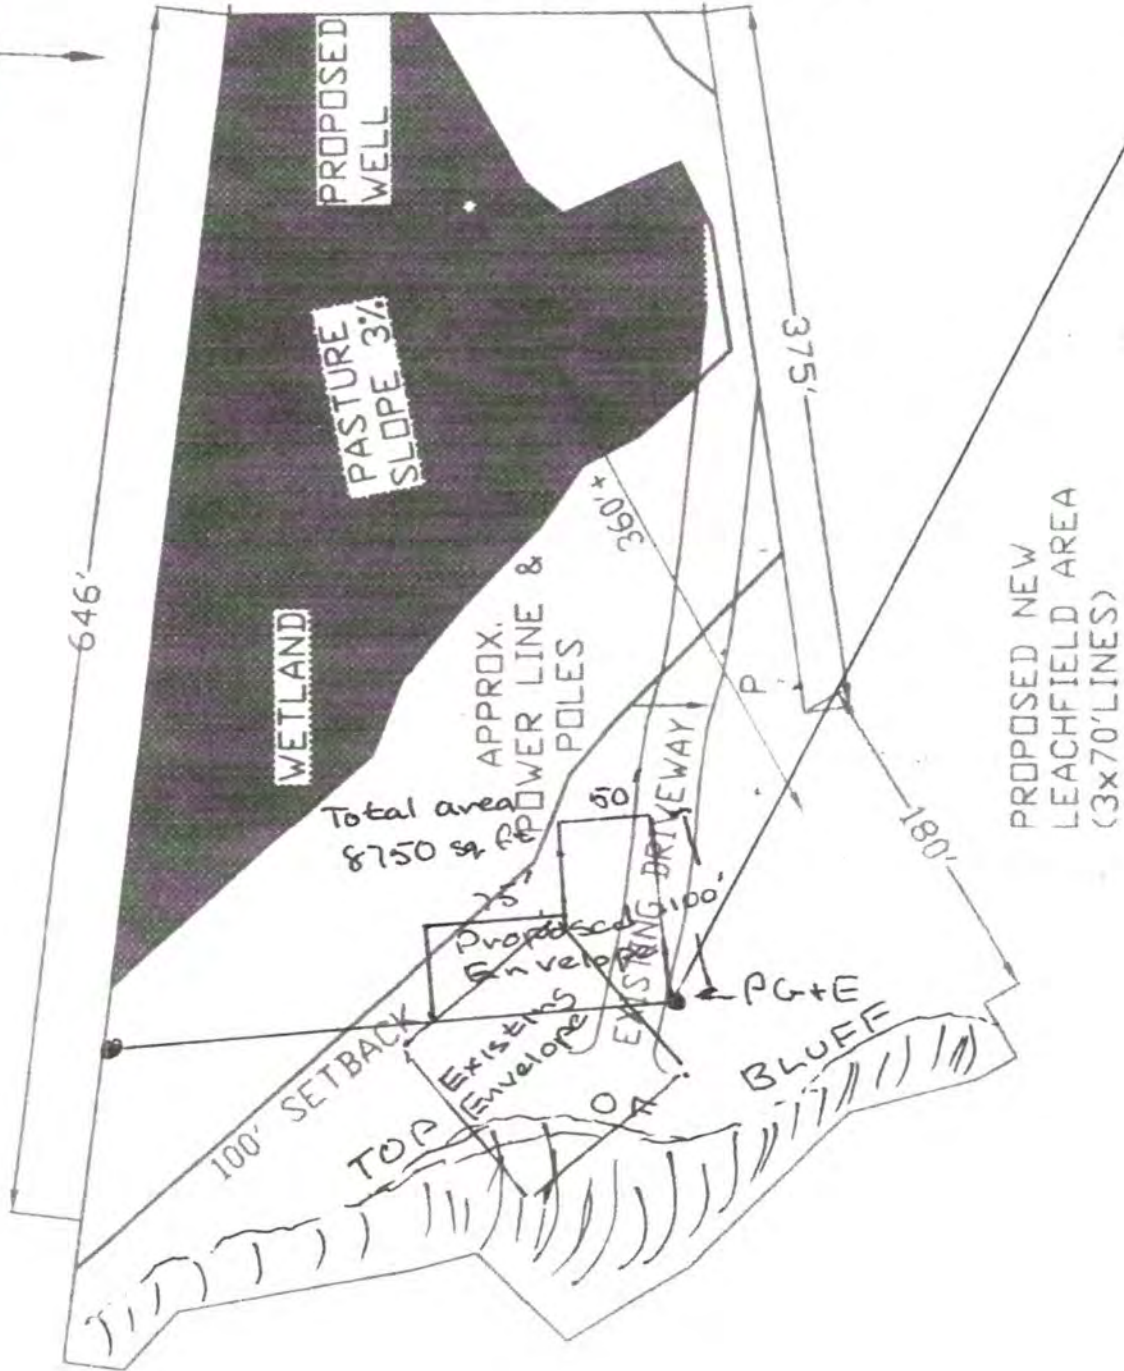 646'
PROPOSED
WELL
PASTURE
SLOPE 3%
WETLAND
375'
360'+
APPROX.
POWER LINE &
POLES
P
Total area
8750 sq ft
50
75'
100'
Proposed
Envelope
EXISTING DRIVEWAY
180'
PG+E
Existing
Envelope
100' SETBACK
TOP OF BLUFF
PROPOSED NEW
LEACHFIELD AREA
(3x70'LINES)